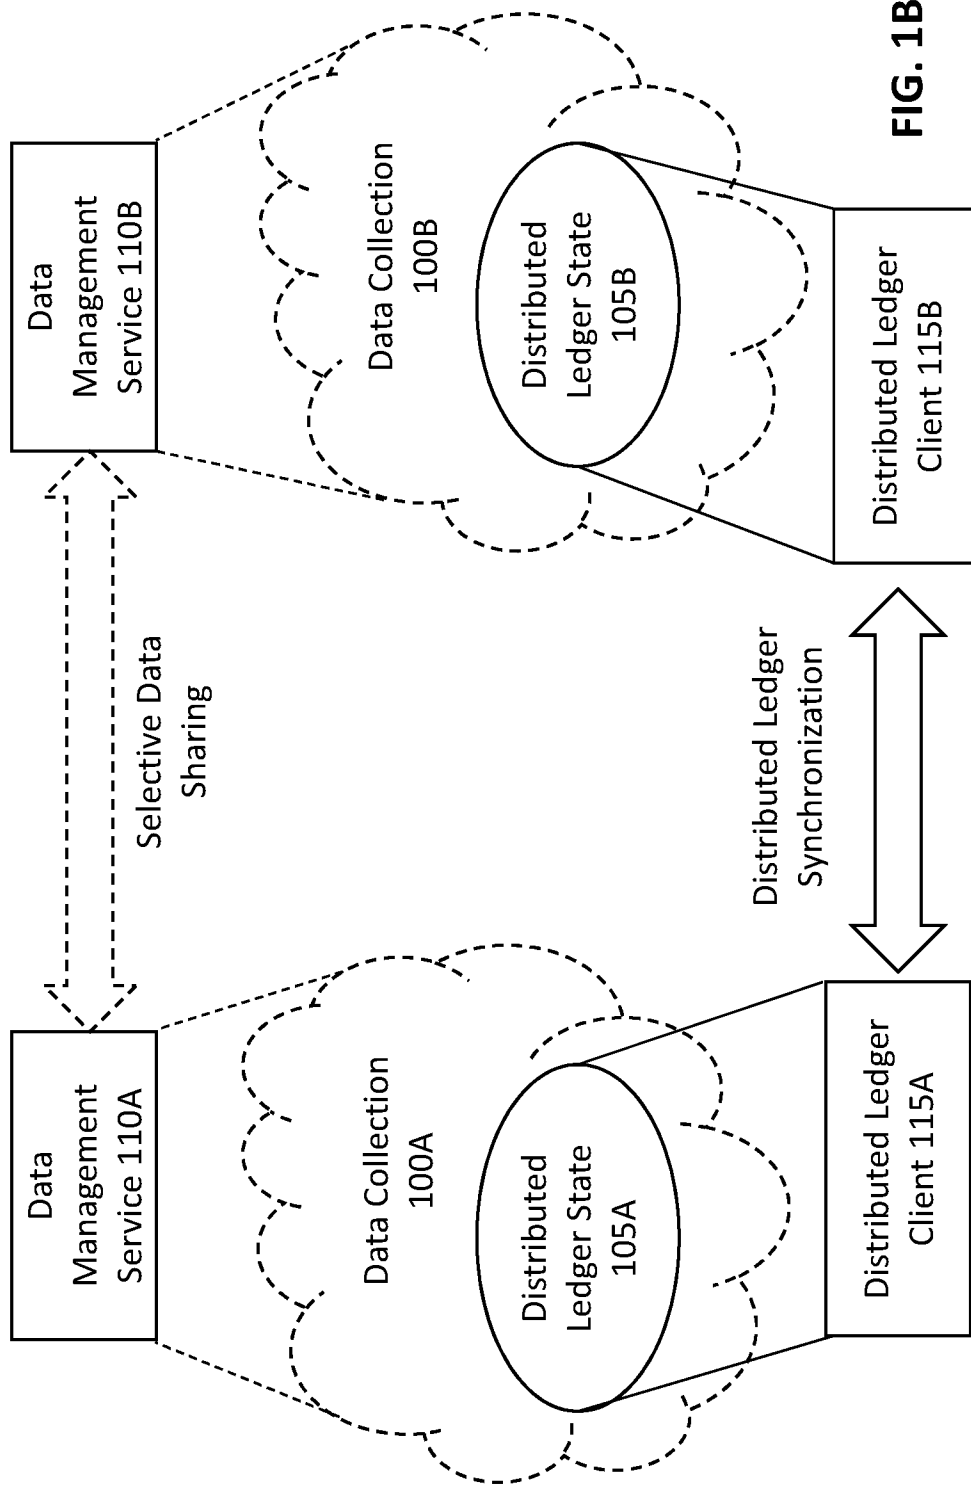 Data
Management
Service 110A
Selective Data
Sharing
Data
Management
Service 110B
Data Collection
100A
Data Collection
100B
Distributed
Ledger State
105A
Distributed
Ledger State
105B
Distributed Ledger
Synchronization
Distributed Ledger
Client 115A
Distributed Ledger
Client 115B
FIG. 1B